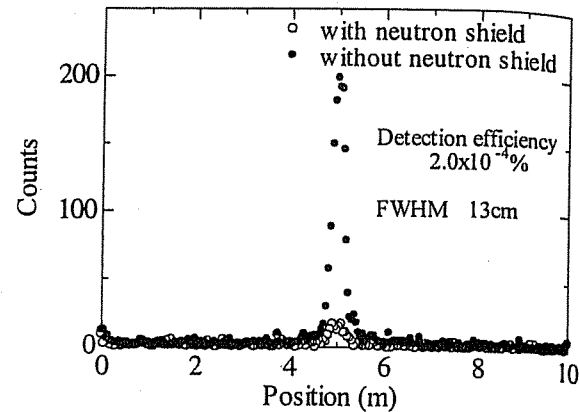 with neutron shield
without neutron shield
200
100
0
Counts
Detection efficiency
2.0x10⁻⁴%
FWHM 13cm
0 2 4 6 8 10
Position (m)